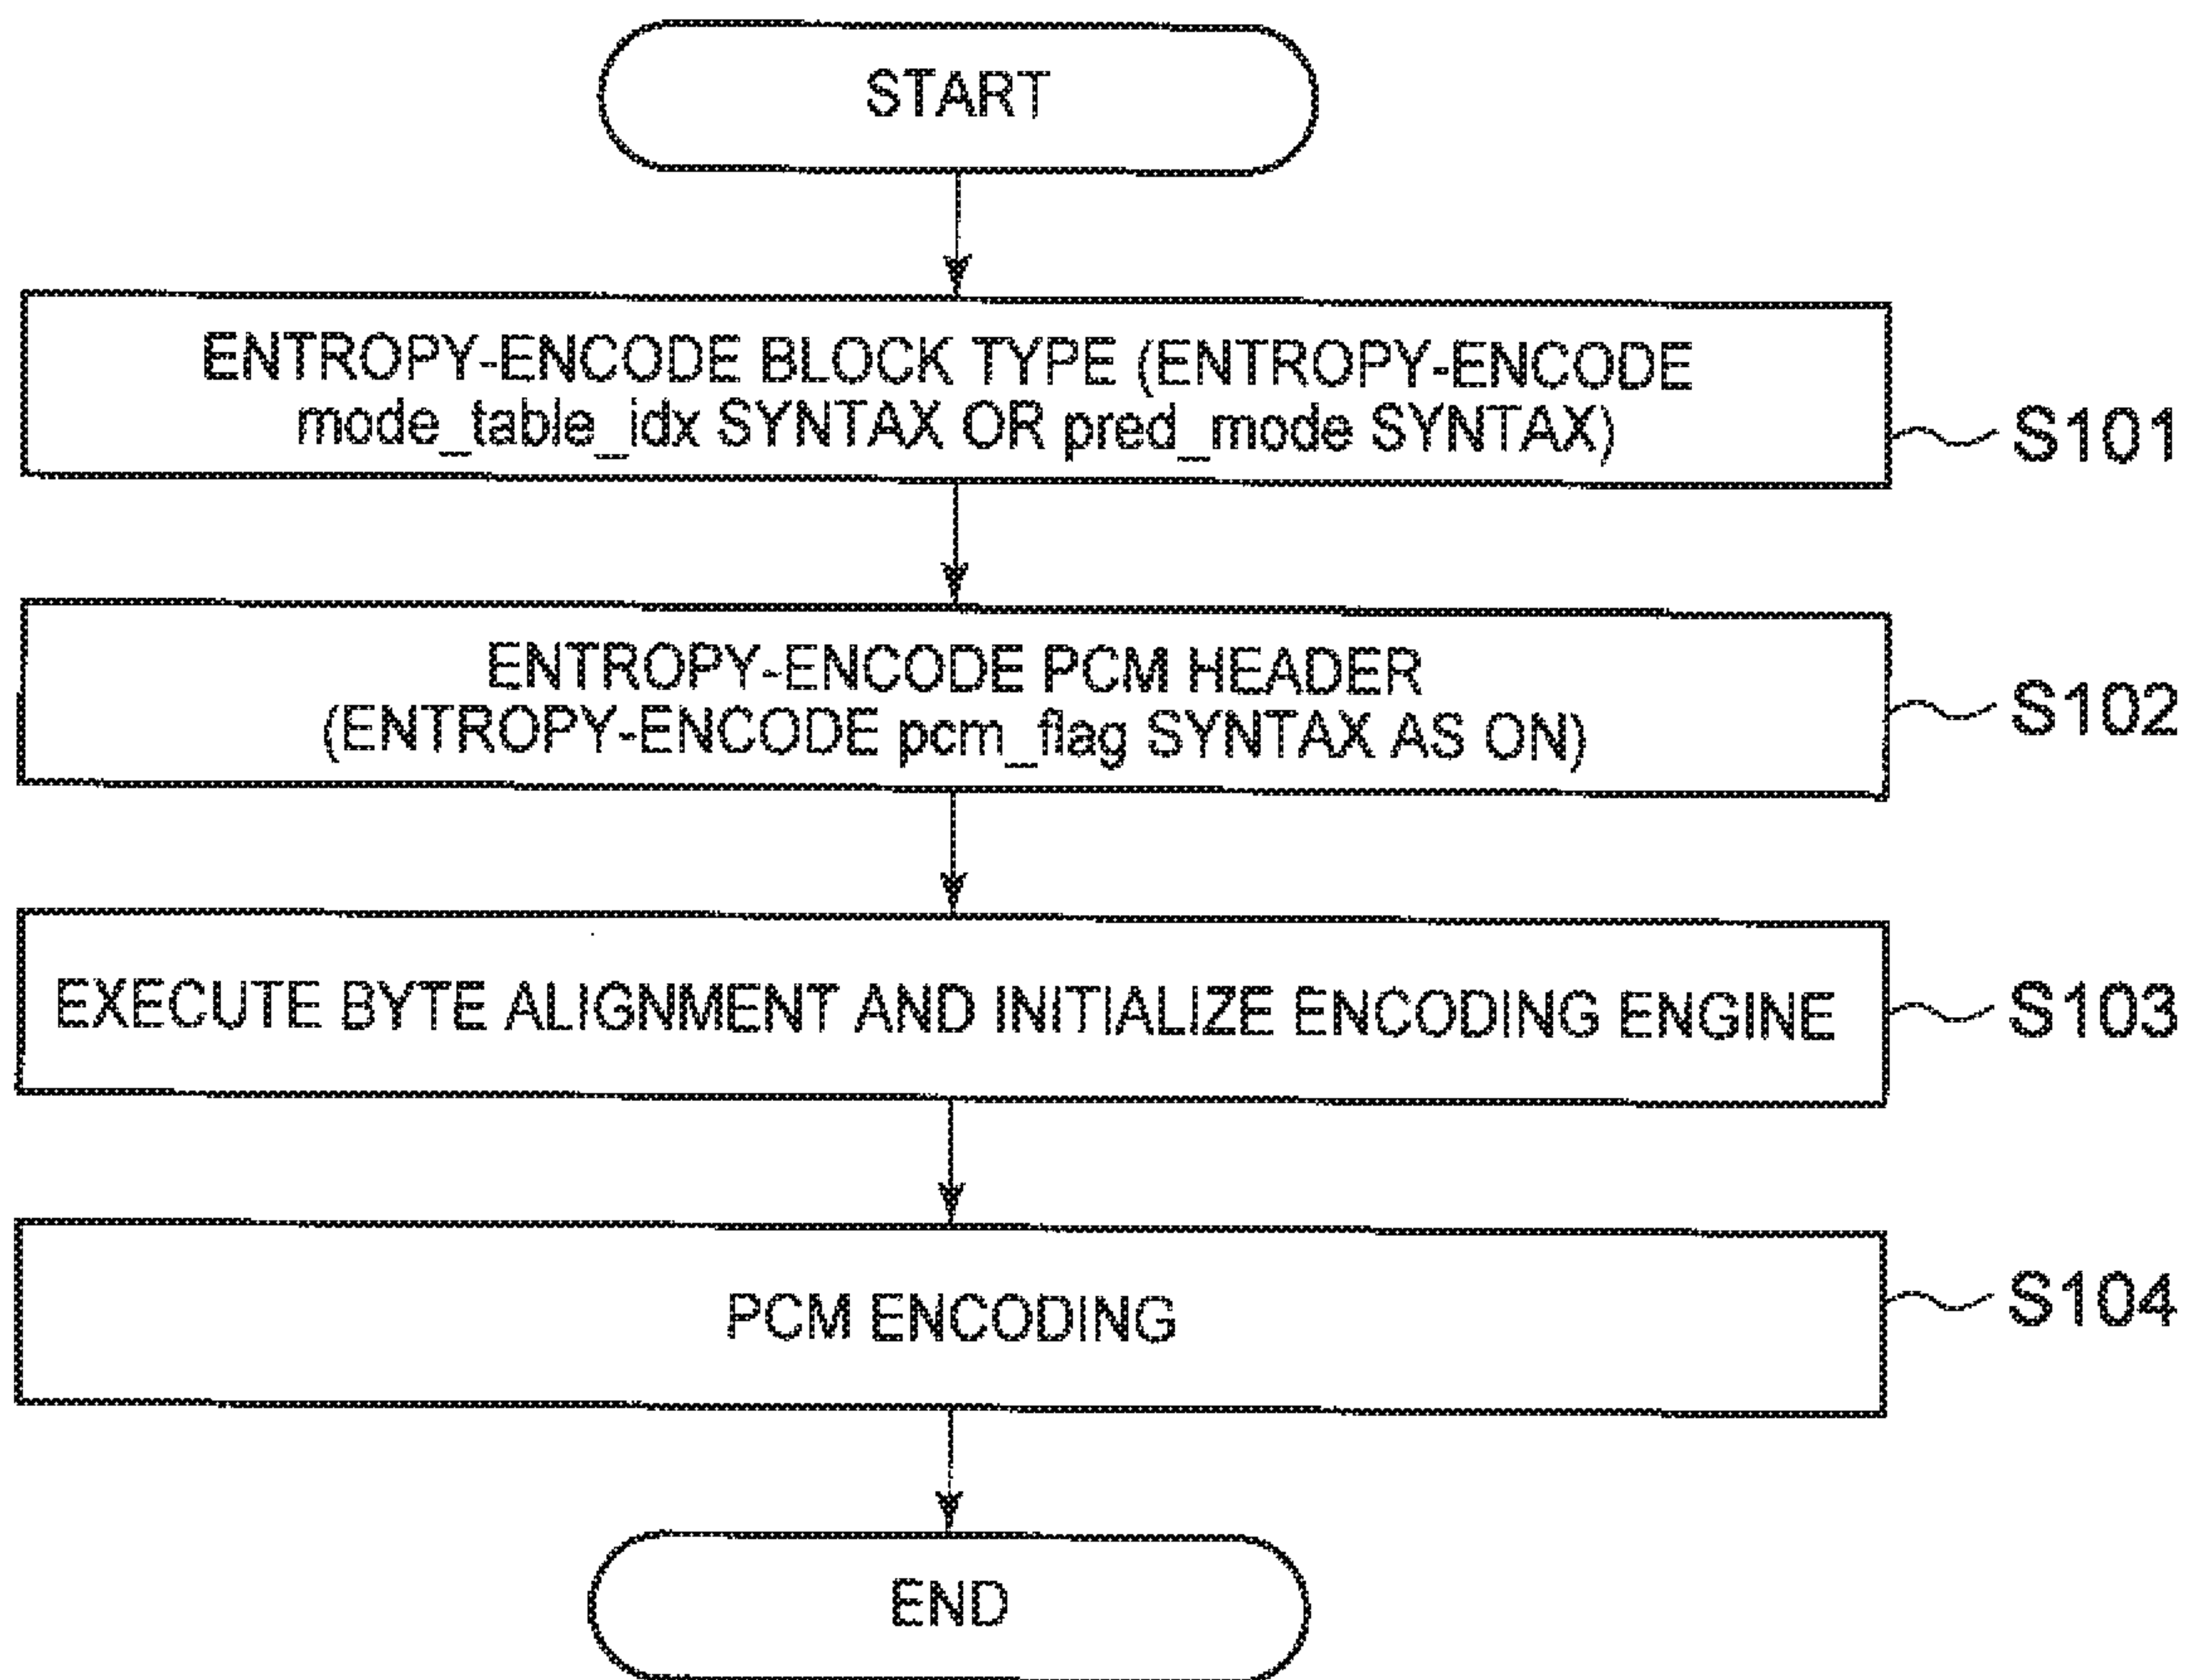 START
ENTROPY-ENCODE BLOCK TYPE (ENTROPY-ENCODE
mode_table_idx SYNTAX OR pred_mode SYNTAX)
S101
ENTROPY-ENCODE PCM HEADER
(ENTROPY-ENCODE pcm_flag SYNTAX AS ON)
S102
EXECUTE BYTE ALIGNMENT AND INITIALIZE ENCODING ENGINE
S103
PCM ENCODING
S104
END